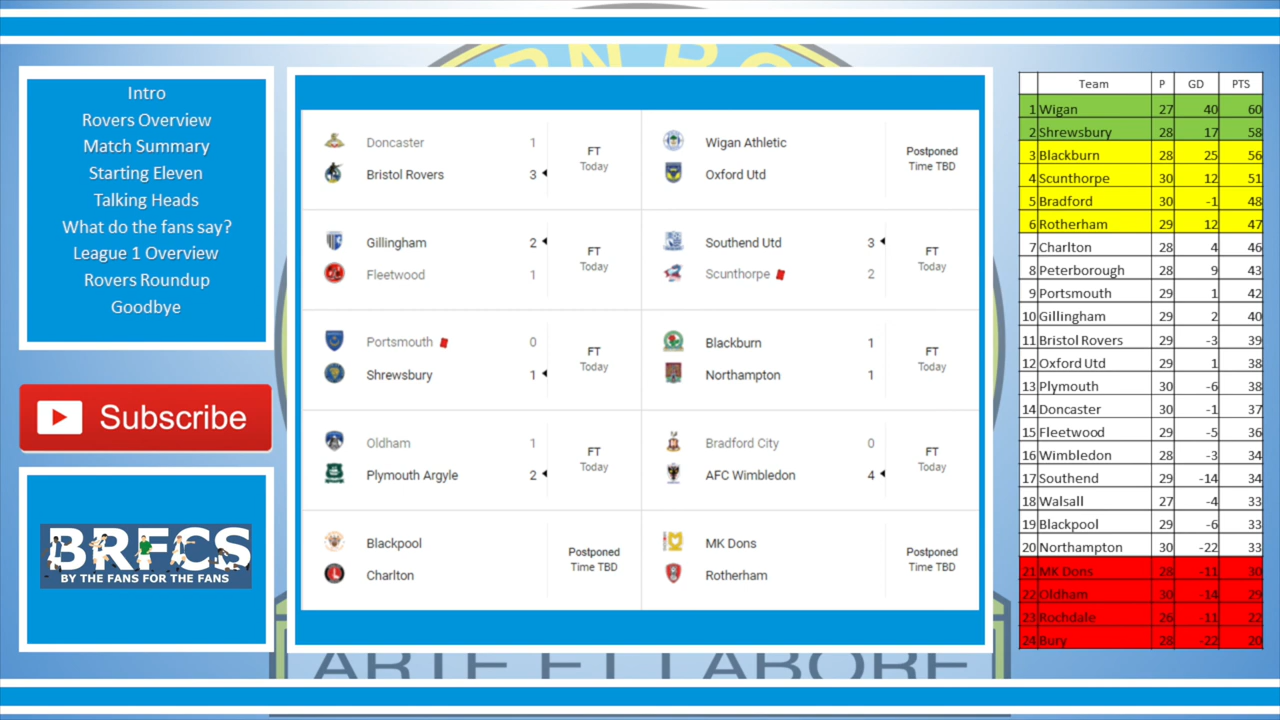 RN RO
Intro
Rovers Overview
Match Summary
Starting Eleven
Talking Heads
What do the fans say?
League 1 Overview
Rovers Roundup
Goodbye
Subscribe
BRFCS
BY THE FANS FOR THE FANS
Doncaster 1
Bristol Rovers 3
FT
Today
Wigan Athletic
Oxford Utd
Postponed
Time TBD
Gillingham 2
Fleetwood 1
FT
Today
Southend Utd 3
Scunthorpe 2
FT
Today
Portsmouth 0
Shrewsbury 1
FT
Today
Blackburn 1
Northampton 1
FT
Today
Oldham 1
Plymouth Argyle 2
FT
Today
Bradford City 0
AFC Wimbledon 4
FT
Today
Blackpool
Charlton
Postponed
Time TBD
MK Dons
Rotherham
Postponed
Time TBD
ARTE ET LABORE
Team P GD PTS
1 Wigan 27 40 60
2 Shrewsbury 28 17 58
3 Blackburn 28 25 56
4 Scunthorpe 30 12 51
5 Bradford 30 -1 48
6 Rotherham 29 12 47
7 Charlton 28 4 46
8 Peterborough 28 9 43
9 Portsmouth 29 1 42
10 Gillingham 29 2 40
11 Bristol Rovers 29 -3 39
12 Oxford Utd 29 1 38
13 Plymouth 30 -6 38
14 Doncaster 30 -1 37
15 Fleetwood 29 -5 36
16 Wimbledon 28 -3 34
17 Southend 29 -14 34
18 Walsall 27 -4 33
19 Blackpool 29 -6 33
20 Northampton 30 -22 33
21 MK Dons 28 -11 30
22 Oldham 30 -14 29
23 Rochdale 26 -11 22
24 Bury 28 -22 20